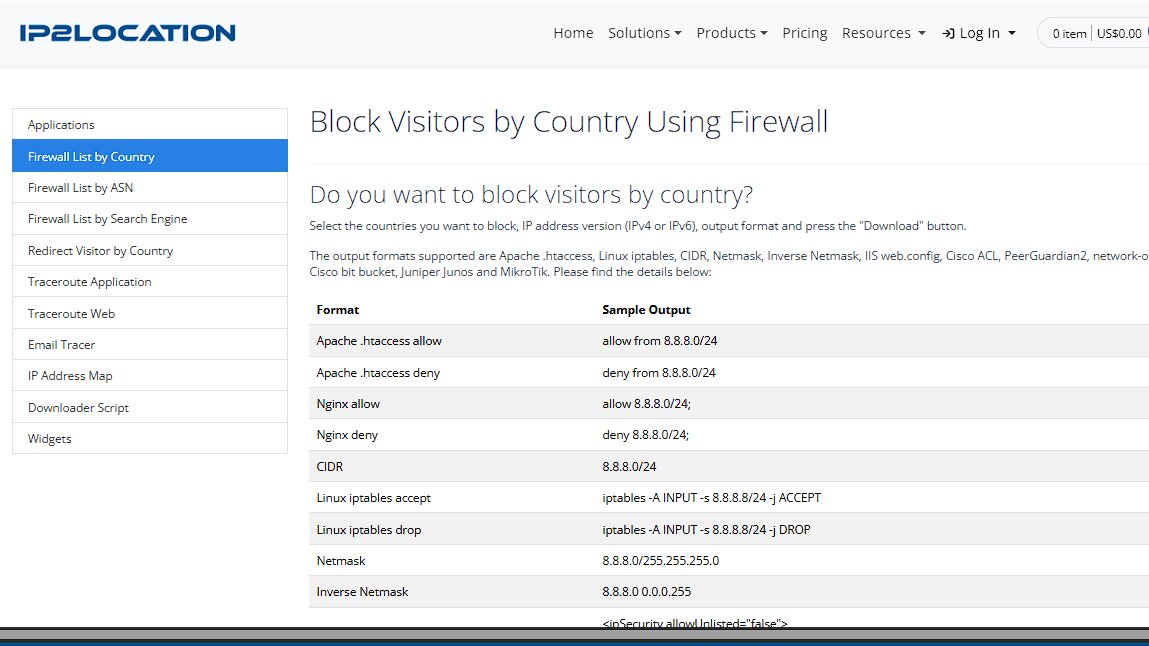 IP2LOCATION
Home Solutions Products Pricing Resources Log In 0 item US$0.00
Applications
Firewall List by Country
Firewall List by ASN
Firewall List by Search Engine
Redirect Visitor by Country
Traceroute Application
Traceroute Web
Email Tracer
IP Address Map
Downloader Script
Widgets
Block Visitors by Country Using Firewall
Do you want to block visitors by country?
Select the countries you want to block, IP address version (IPv4 or IPv6), output format and press the "Download" button.
The output formats supported are Apache .htaccess, Linux iptables, CIDR, Netmask, Inverse Netmask, IIS web.config, Cisco ACL, PeerGuardian2, network-o
Cisco bit bucket, Juniper Junos and MikroTik. Please find the details below:
Format Sample Output
Apache .htaccess allow allow from 8.8.8.0/24
Apache .htaccess deny deny from 8.8.8.0/24
Nginx allow allow 8.8.8.0/24;
Nginx deny deny 8.8.8.0/24;
CIDR 8.8.8.0/24
Linux iptables accept iptables -A INPUT -s 8.8.8.8/24 -j ACCEPT
Linux iptables drop iptables -A INPUT -s 8.8.8.8/24 -j DROP
Netmask 8.8.8.0/255.255.255.0
Inverse Netmask 8.8.8.0 0.0.0.255
<ipSecurity allowUnlisted="false">